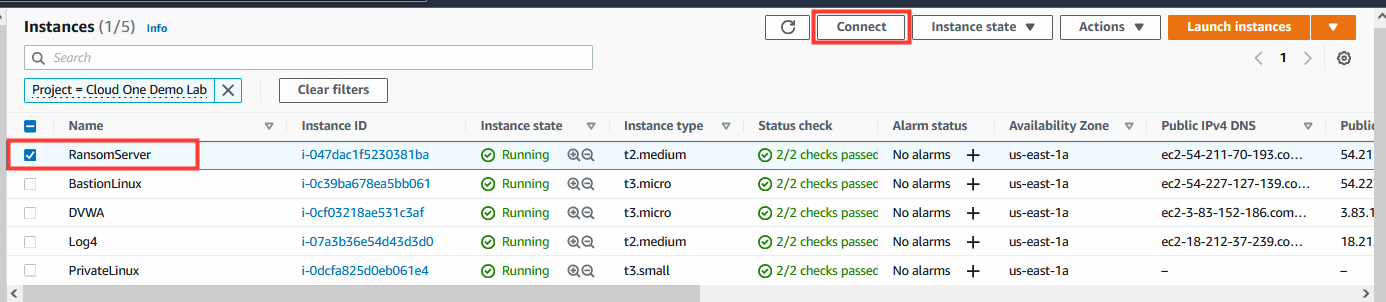 Instances (1/5) Info Connect Instance state Actions Launch instances
Search 1
Project = Cloud One Demo Lab Clear filters
Name Instance ID Instance state Instance type Status check Alarm status Availability Zone Public IPv4 DNS Public
RansomServer i-047dac1f5230381ba Running t2.medium 2/2 checks passed No alarms us-east-1a ec2-54-211-70-193.co... 54.21
BastionLinux i-0c39ba678ea5bb061 Running t3.micro 2/2 checks passed No alarms us-east-1a ec2-54-227-127-139.co... 54.227
DVWA i-0cf03218ae531c3af Running t3.micro 2/2 checks passed No alarms us-east-1a ec2-3-83-152-186.com... 3.83.1
Log4 i-07a3b36e54d43d3d0 Running t2.medium 2/2 checks passed No alarms us-east-1a ec2-18-212-37-239.co... 18.21
PrivateLinux i-0dcfa825d0eb061e4 Running t3.small 2/2 checks passed No alarms us-east-1a – –